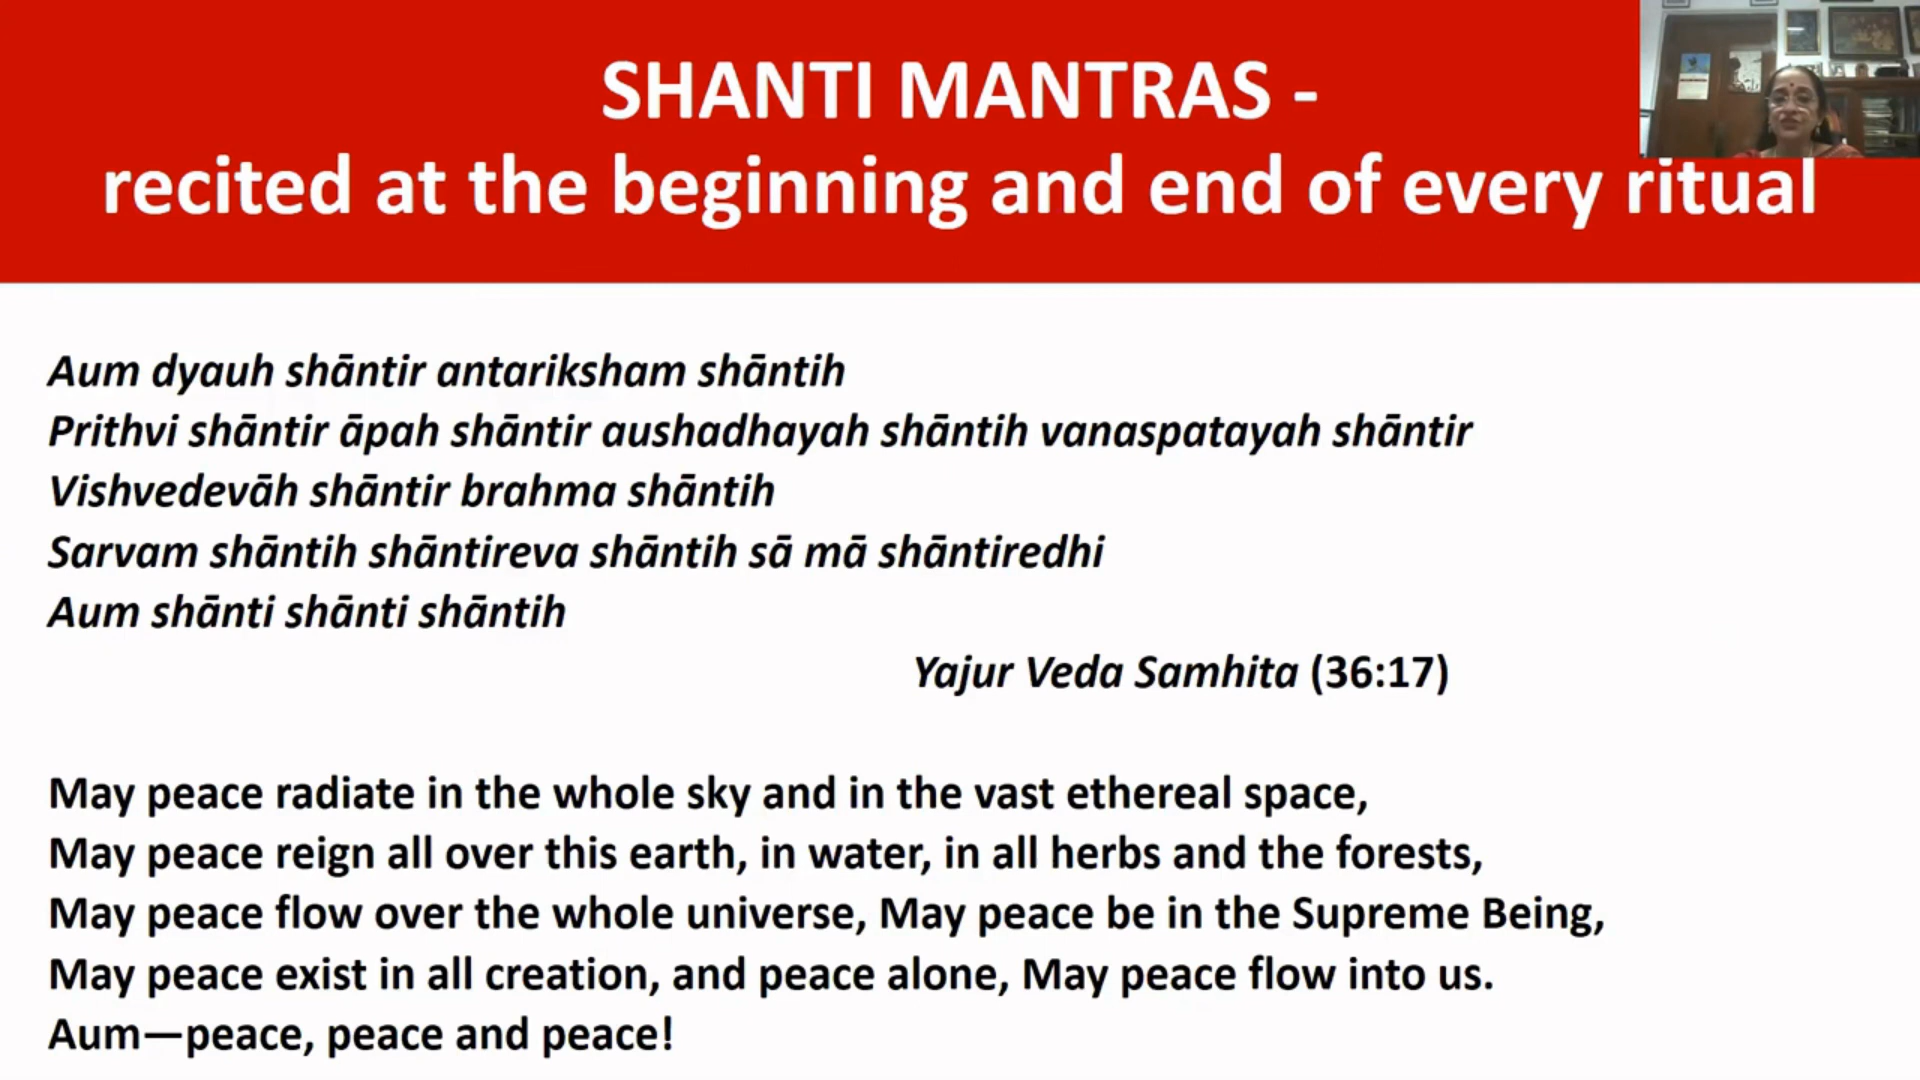 SHANTI MANTRAS -
recited at the beginning and end of every ritual
Aum dyauh shāntir antariksham shāntih
Prithvi shāntir āpah shāntir aushadhayah shāntih vanaspatayah shāntir
Vishvedevāh shāntir brahma shāntih
Sarvam shāntih shāntireva shāntih sā mā shāntiredhi
Aum shānti shānti shāntih
Yajur Veda Samhita (36:17)
May peace radiate in the whole sky and in the vast ethereal space,
May peace reign all over this earth, in water, in all herbs and the forests,
May peace flow over the whole universe, May peace be in the Supreme Being,
May peace exist in all creation, and peace alone, May peace flow into us.
Aum—peace, peace and peace!